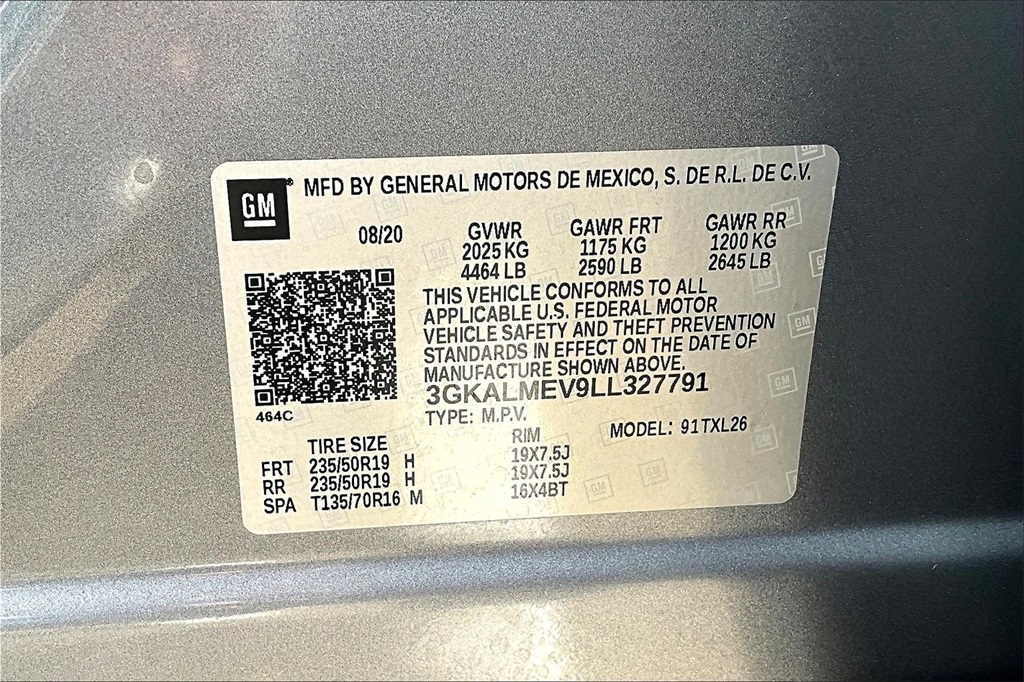 GM® MFD BY GENERAL MOTORS DE MEXICO, S. DE R.L. DE C.V.
08/20 GVWR GAWR FRT GAWR RR
2025 KG 1175 KG 1200 KG
4464 LB 2590 LB 2645 LB
THIS VEHICLE CONFORMS TO ALL
APPLICABLE U.S. FEDERAL MOTOR
VEHICLE SAFETY AND THEFT PREVENTION
STANDARDS IN EFFECT ON THE DATE OF
MANUFACTURE SHOWN ABOVE.
3GKALMEV9LL327791
464C
TYPE: M.P.V. MODEL: 91TXL26
TIRE SIZE RIM
FRT 235/50R19 H 19X7.5J
RR 235/50R19 H 19X7.5J
SPA T135/70R16 M 16X4BT